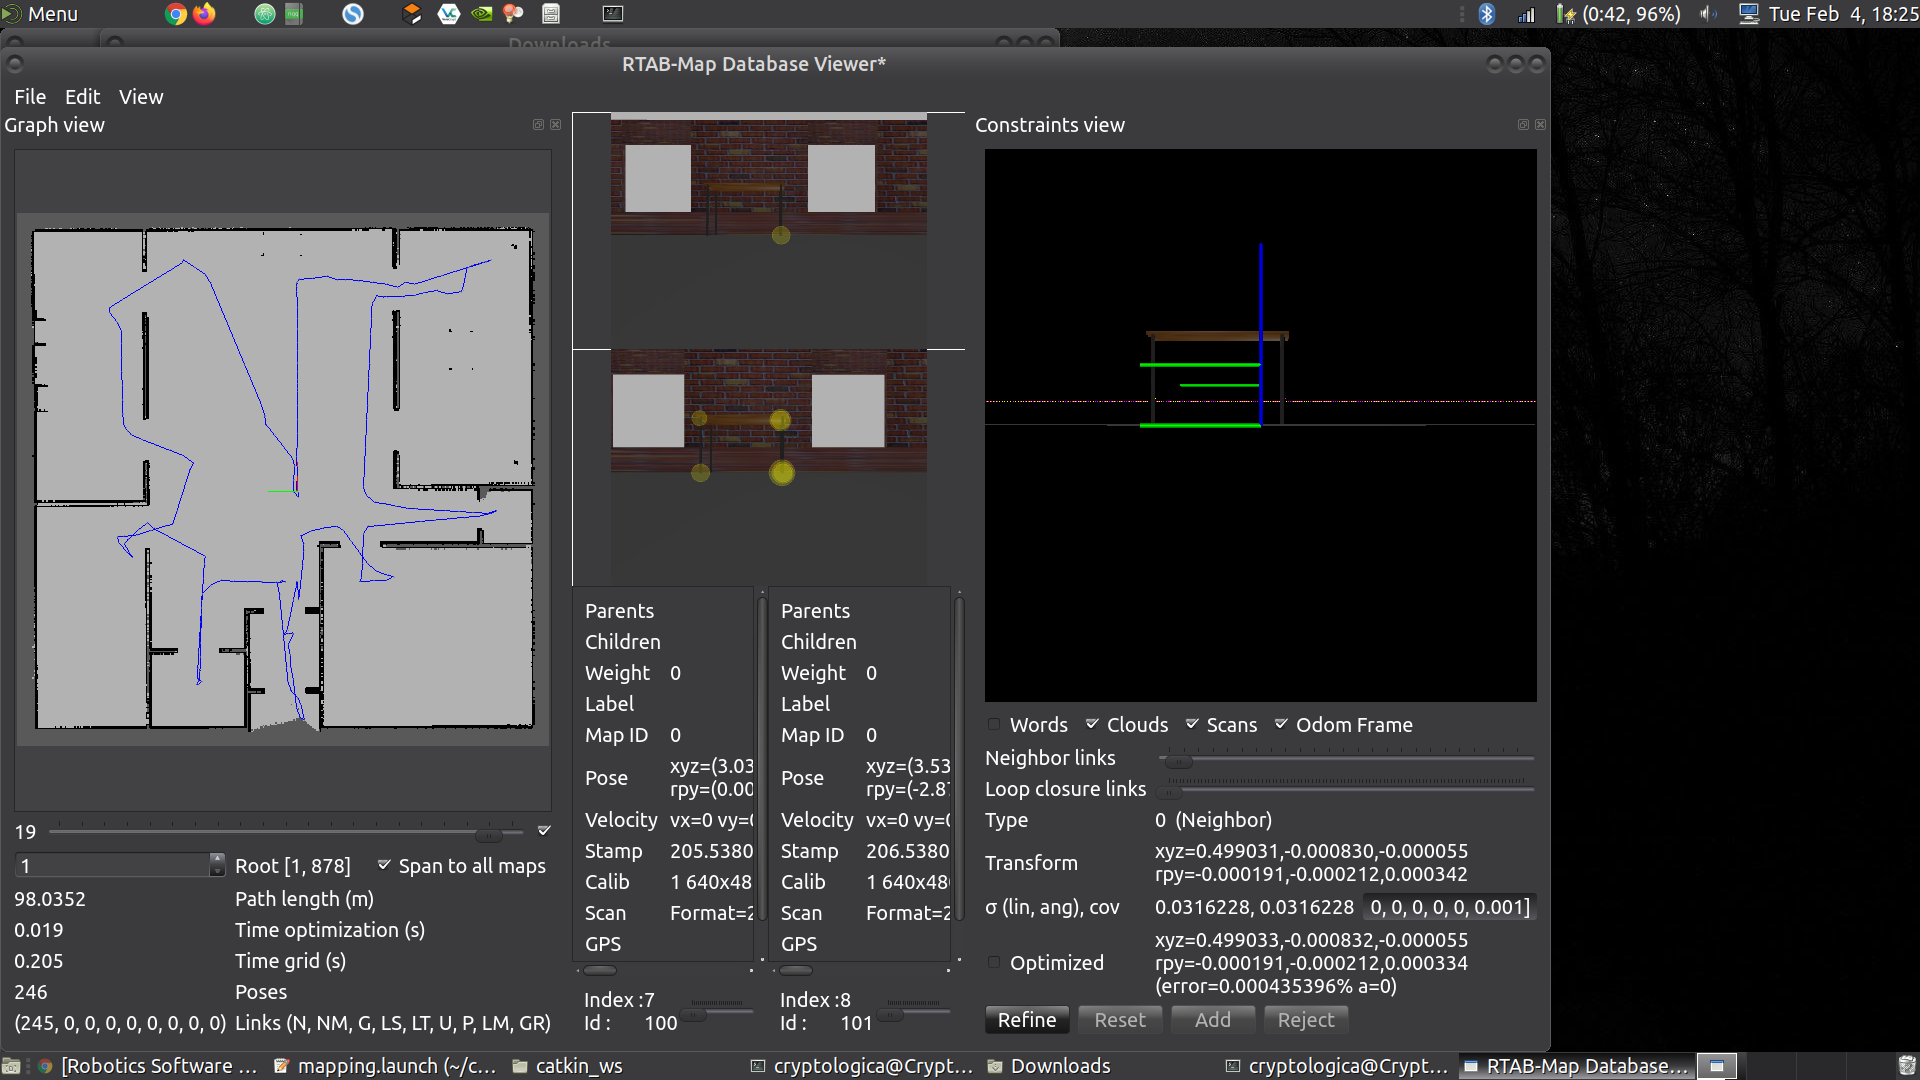 Menu
(0:42, 96%)
Tue Feb 4, 18:25
Downloads
RTAB-Map Database Viewer*
File Edit View
Graph view
Constraints view
19
1
Root [1, 878]
Span to all maps
98.0352 Path length (m)
0.019 Time optimization (s)
0.205 Time grid (s)
246 Poses
(245, 0, 0, 0, 0, 0, 0, 0, 0) Links (N, NM, G, LS, LT, U, P, LM, GR)
Parents
Children
Weight 0
Label
Map ID 0
Pose xyz=(3.03
rpy=(0.00
Velocity vx=0 vy=0
Stamp 205.5380
Calib 1 640x48
Scan Format=2
GPS
Index :7
Id : 100
Parents
Children
Weight 0
Label
Map ID 0
Pose xyz=(3.53
rpy=(-2.87
Velocity vx=0 vy=0
Stamp 206.5380
Calib 1 640x48
Scan Format=2
GPS
Index :8
Id : 101
Words Clouds Scans Odom Frame
Neighbor links
Loop closure links
Type 0 (Neighbor)
Transform xyz=0.499031,-0.000830,-0.000055
rpy=-0.000191,-0.000212,0.000342
σ (lin, ang), cov 0.0316228, 0.0316228 0, 0, 0, 0, 0, 0.001]
Optimized xyz=0.499033,-0.000832,-0.000055
rpy=-0.000191,-0.000212,0.000334
(error=0.000435396% a=0)
Refine Reset Add Reject
[Robotics Software ...
mapping.launch (~/c...
catkin_ws
cryptologica@Crypt...
Downloads
cryptologica@Crypt...
RTAB-Map Database...